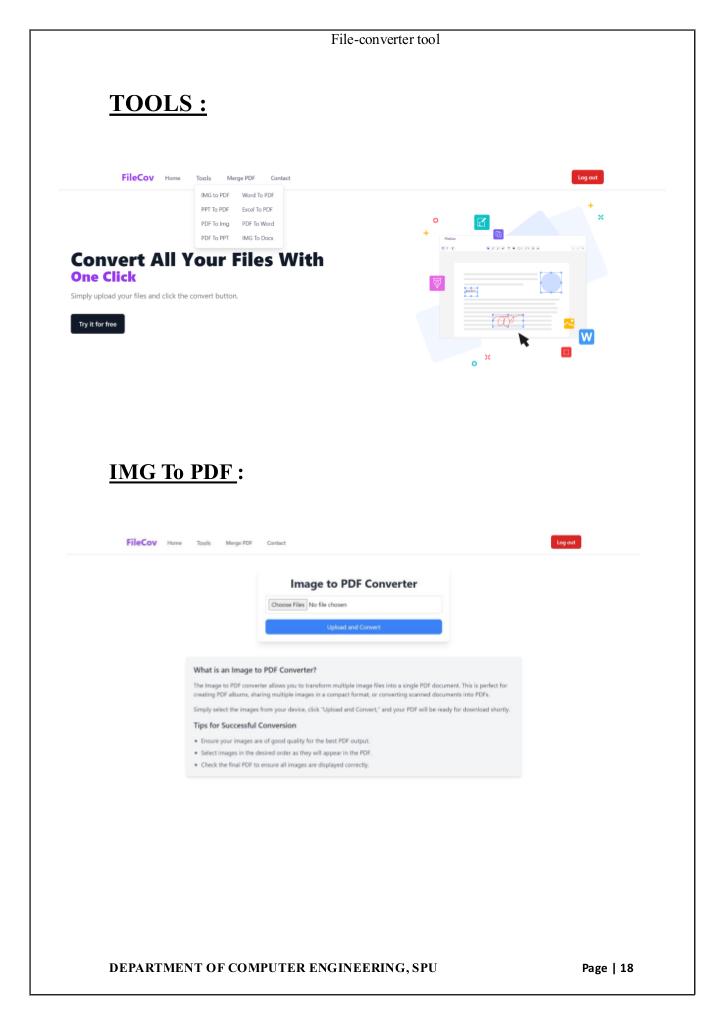 File-converter tool
TOOLS :
FileCov Home Tools Merge PDF Contact Log out
IMG to PDF Word To PDF
PPT To PDF Excel To PDF
PDF To Img PDF To Word
PDF To PPT IMG To Docx
Convert All Your Files With
One Click
Simply upload your files and click the convert button.
Try it for free
W
IMG To PDF :
FileCov Home Tools Merge PDF Contact Log out
Image to PDF Converter
Choose Files No file chosen
Upload and Convert
What is an Image to PDF Converter?
The Image to PDF converter allows you to transform multiple image files into a single PDF document. This is perfect for
creating PDF albums, sharing multiple images in a compact format, or converting scanned documents into PDFs.
Simply select the images from your device, click "Upload and Convert," and your PDF will be ready for download shortly.
Tips for Successful Conversion
• Ensure your images are of good quality for the best PDF output.
• Select images in the desired order as they will appear in the PDF.
• Check the final PDF to ensure all images are displayed correctly.
DEPARTMENT OF COMPUTER ENGINEERING, SPU Page | 18